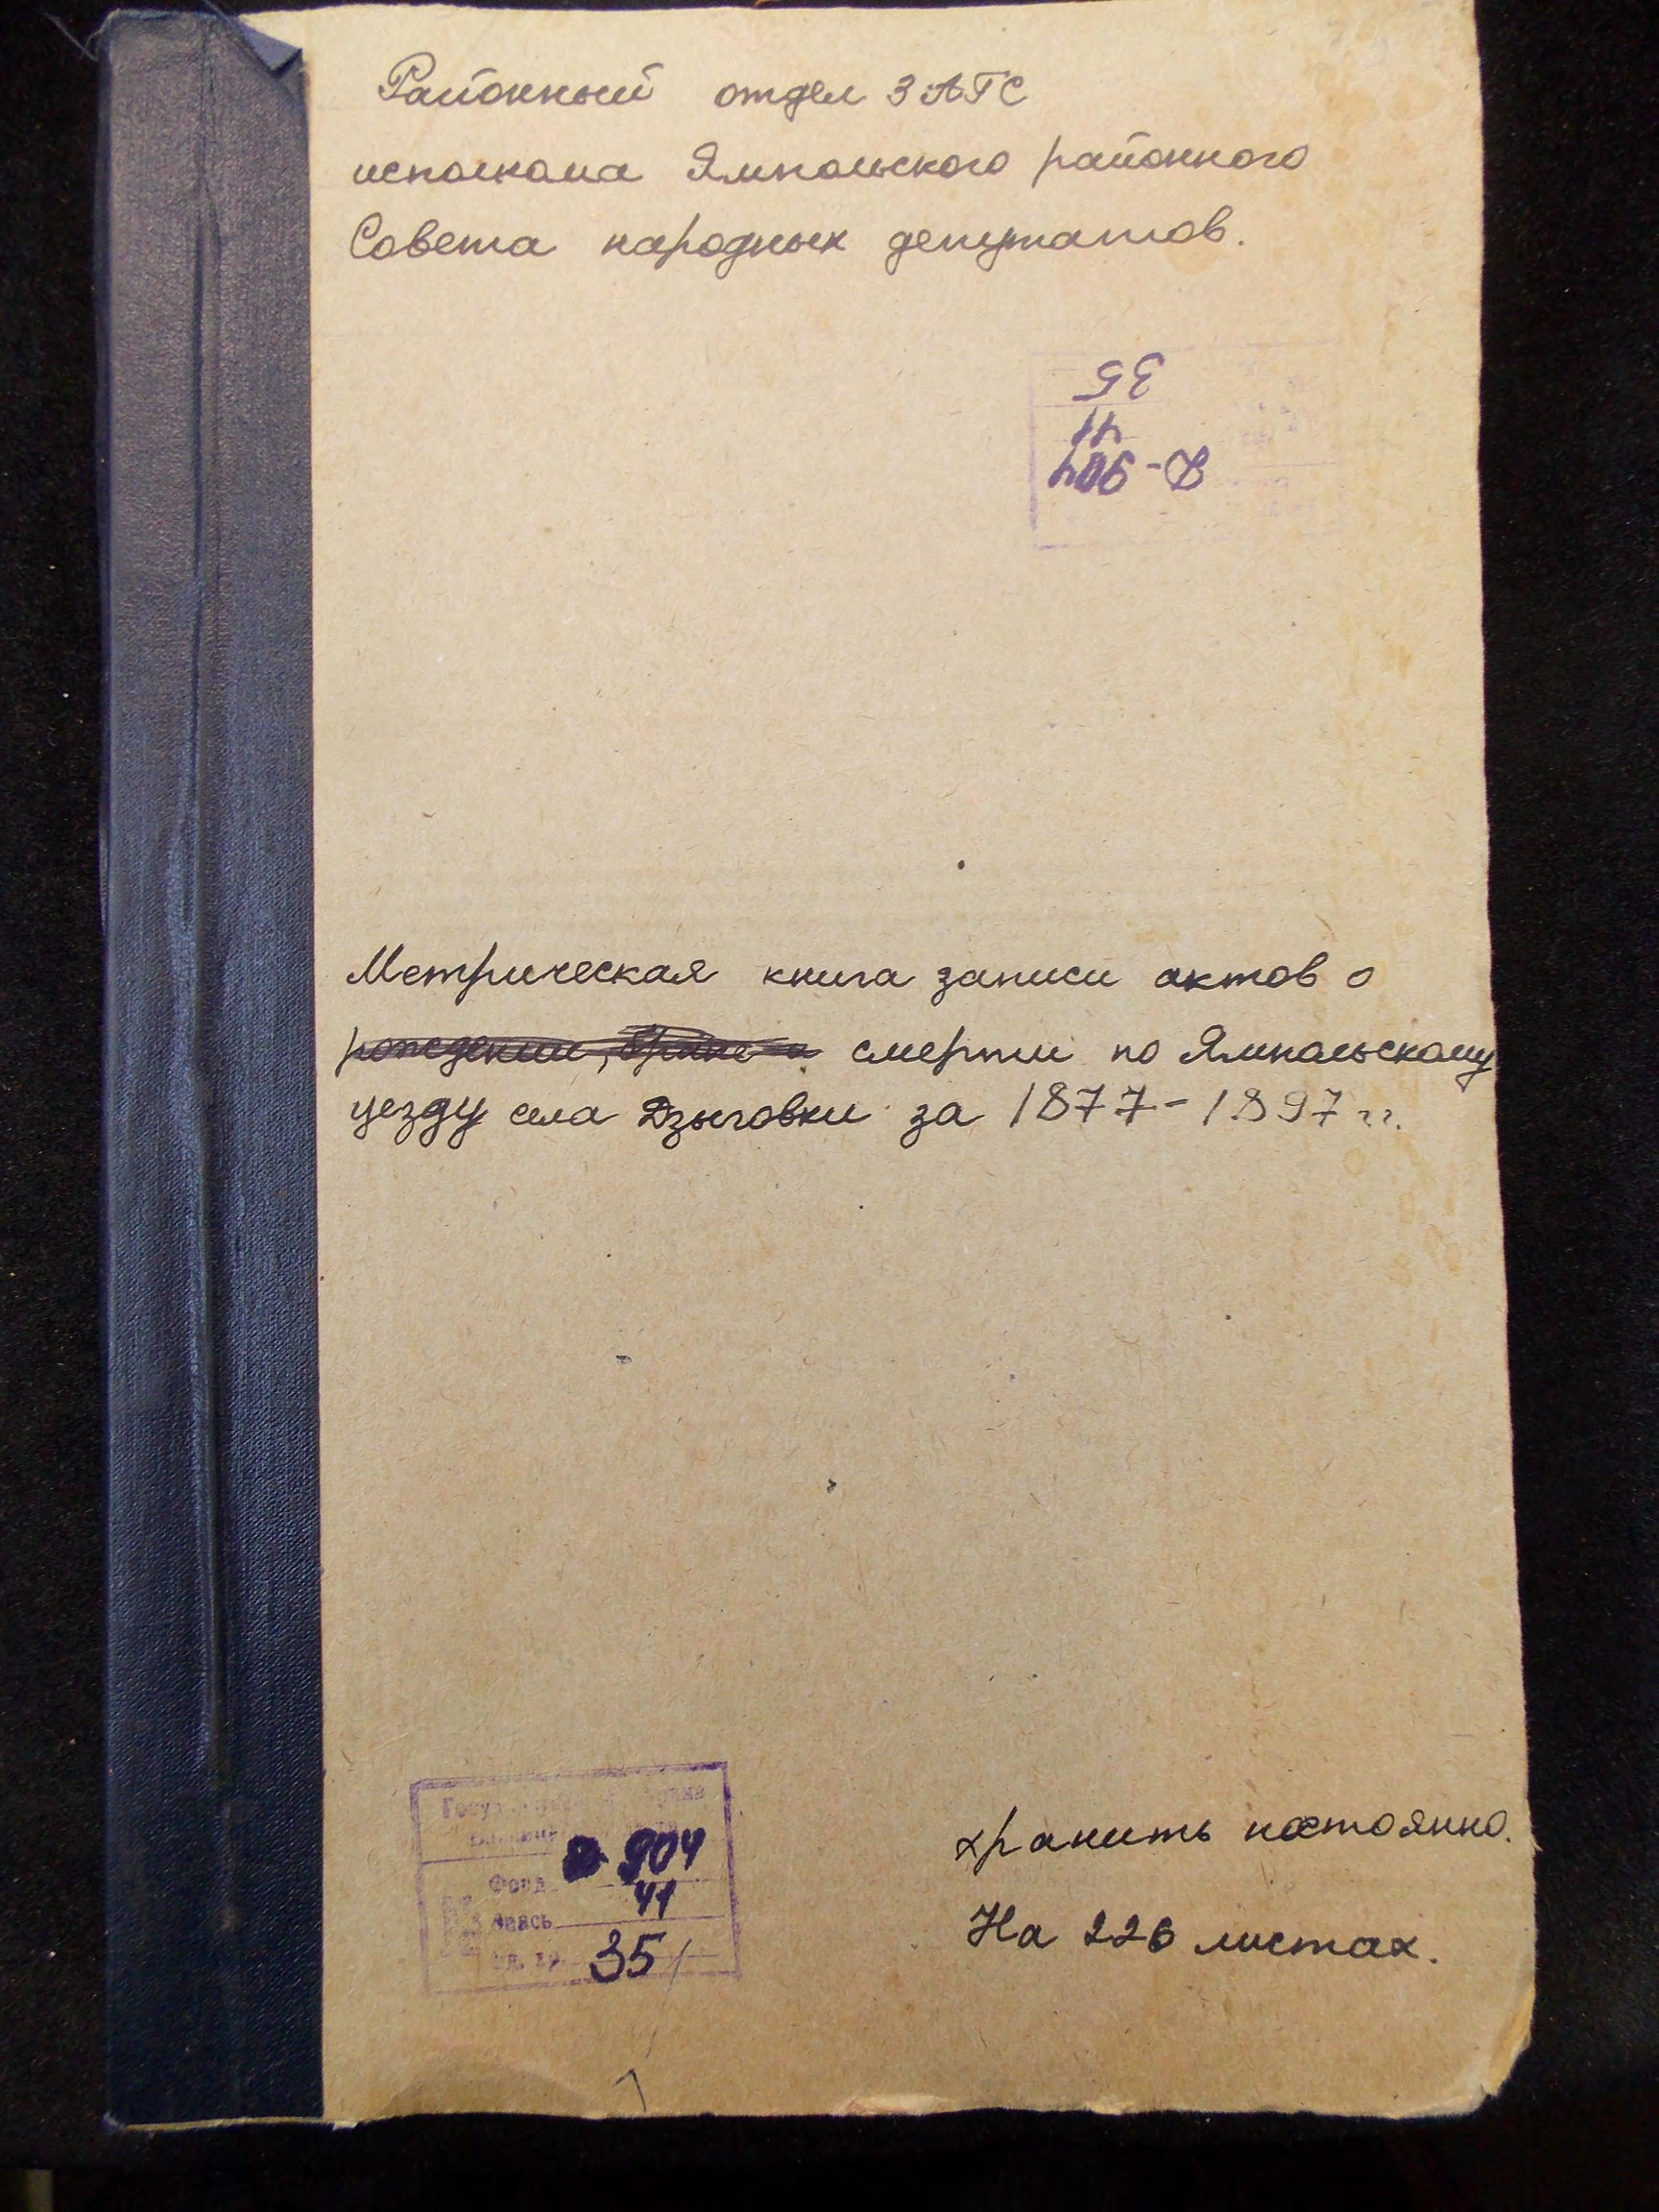 Районный отдел ЗАГС
исполкома Ямпольского районного
Совета народных депутатов.
35
41
Д-904
Метрическая книга записи актов о
рождении, браке и смерти по Ямпольскому
уезду села Дзыговки за 1877-1897 гг.
904
Фонд
41
Опись
35
хранить постоянно.
На 226 листах.